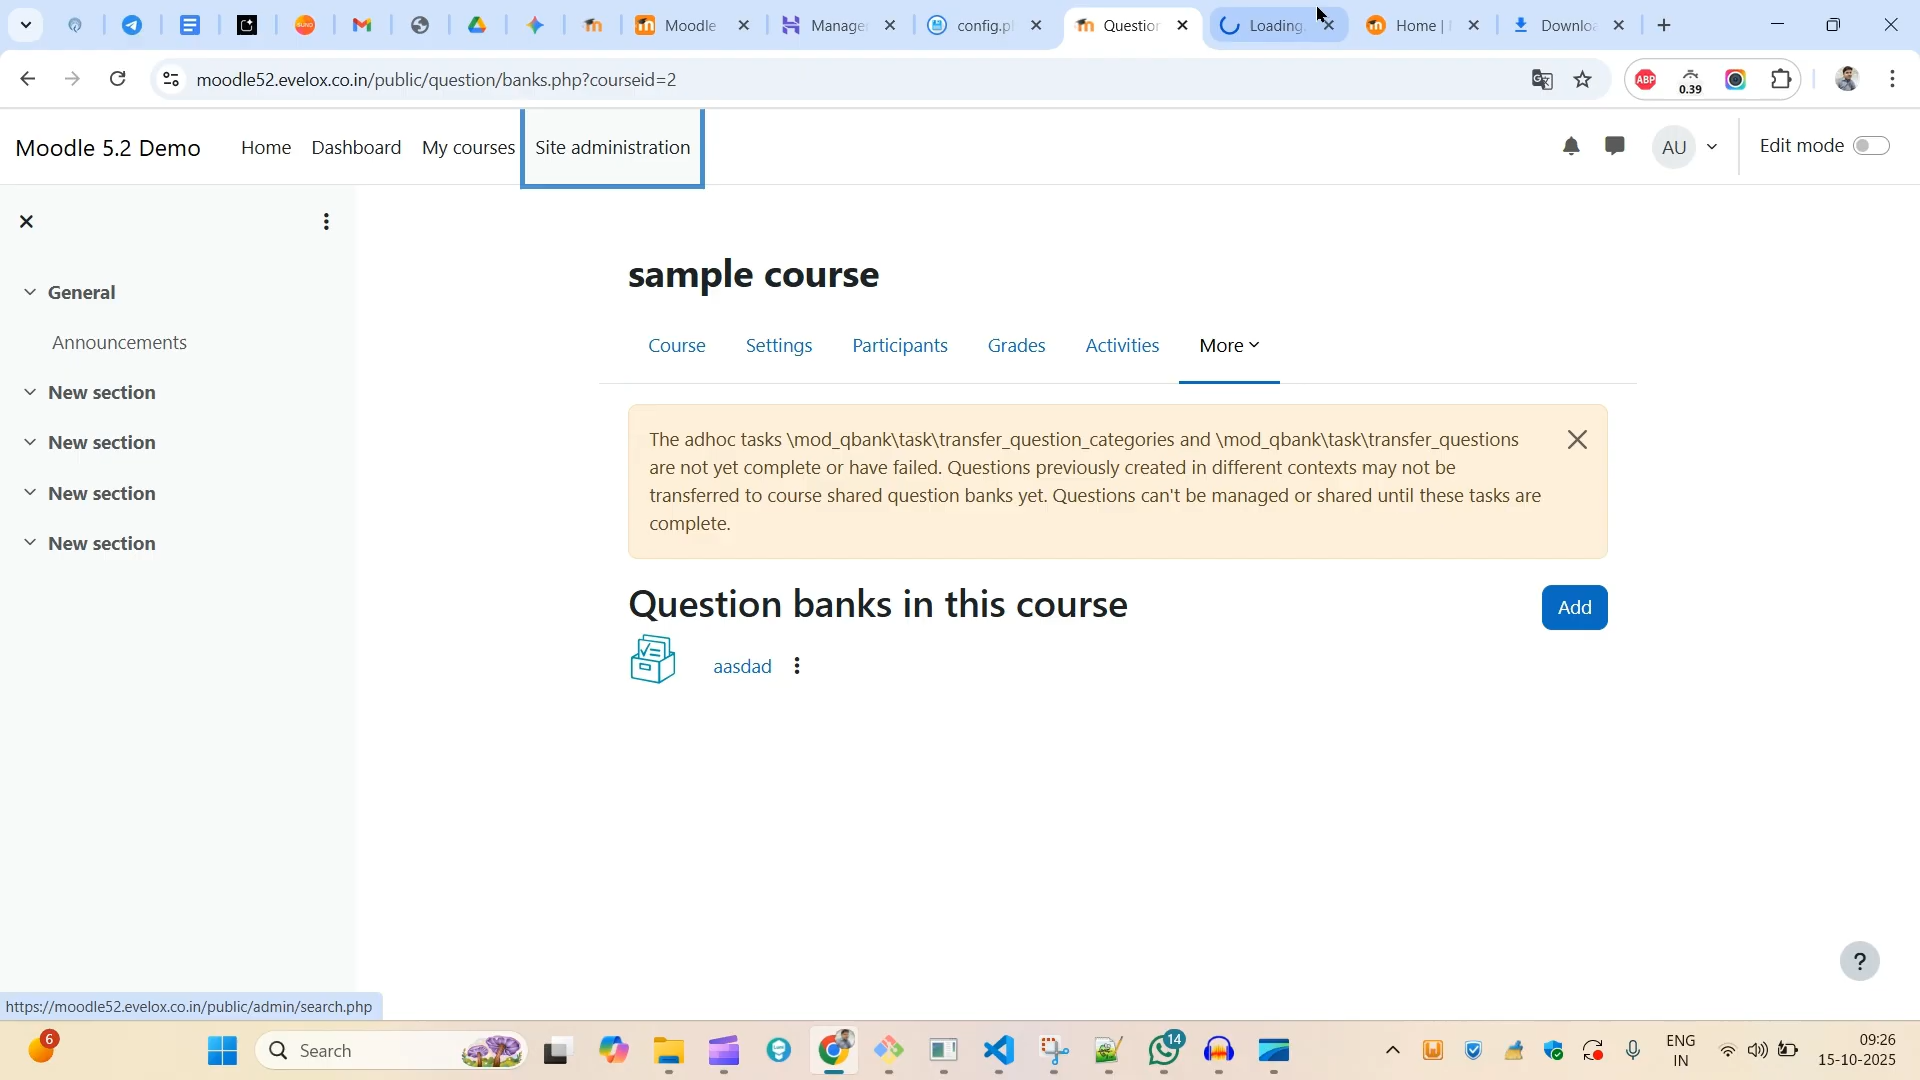 Moodle
Manage
config.p
Question
Loading
Home |
Downlo
moodle52.evelox.co.in/public/question/banks.php?courseid=2
ABP
0.39
Moodle 5.2 Demo
Home
Dashboard
My courses
Site administration
AU
Edit mode
General
Announcements
New section
New section
New section
New section
sample course
Course
Settings
Participants
Grades
Activities
More
The adhoc tasks \mod_qbank\task\transfer_question_categories and \mod_qbank\task\transfer_questions
are not yet complete or have failed. Questions previously created in different contexts may not be
transferred to course shared question banks yet. Questions can't be managed or shared until these tasks are
complete.
Question banks in this course
Add
aasdad
?
https://moodle52.evelox.co.in/public/admin/search.php
6
Search
14
ENG
IN
09:26
15-10-2025